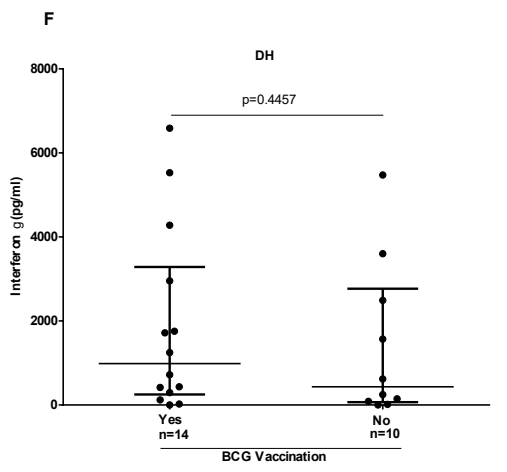 F
DH
p=0.4457
Interferon g (pg/ml)
8000
6000
4000
2000
0
Yes No
n=14 n=10
BCG Vaccination